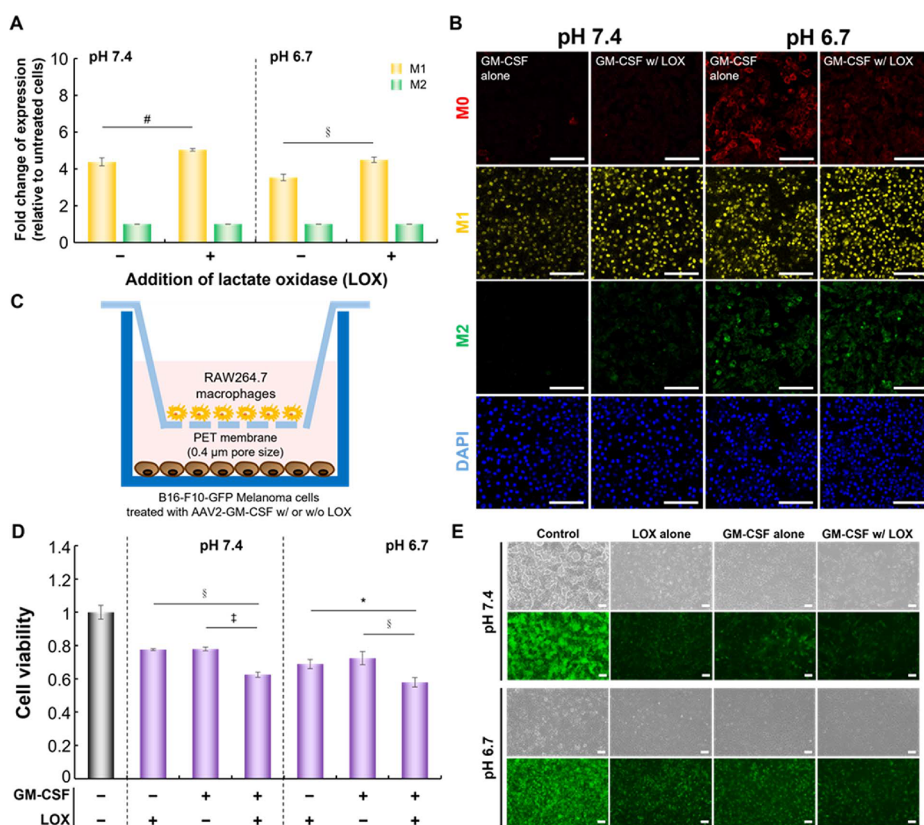 A
pH 7.4
pH 6.7
M1
M2
Fold change of expression
(relative to untreated cells)
10
8
6
4
2
0
#
§
− + − +
Addition of lactate oxidase (LOX)
B
pH 7.4 pH 6.7
GM-CSF alone
GM-CSF w/ LOX
GM-CSF alone
GM-CSF w/ LOX
M0
M1
M2
DAPI
C
RAW264.7
macrophages
PET membrane
(0.4 μm pore size)
B16-F10-GFP Melanoma cells
treated with AAV2-GM-CSF w/ or w/o LOX
D
pH 7.4
pH 6.7
Cell viability
1.4
1.2
1
0.8
0.6
0.4
0.2
0
§
‡
*
§
GM-CSF − − + + − + +
LOX − + − + + − +
E
Control LOX alone GM-CSF alone GM-CSF w/ LOX
pH 7.4
pH 6.7